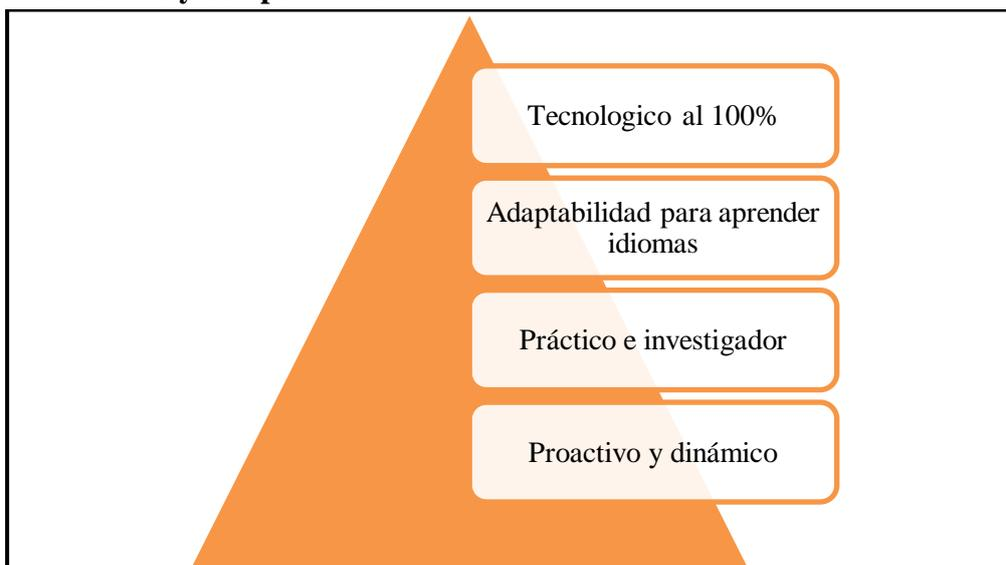 Tecnologico al 100%
Adaptabilidad para aprender
idiomas
Práctico e investigador
Proactivo y dinámico